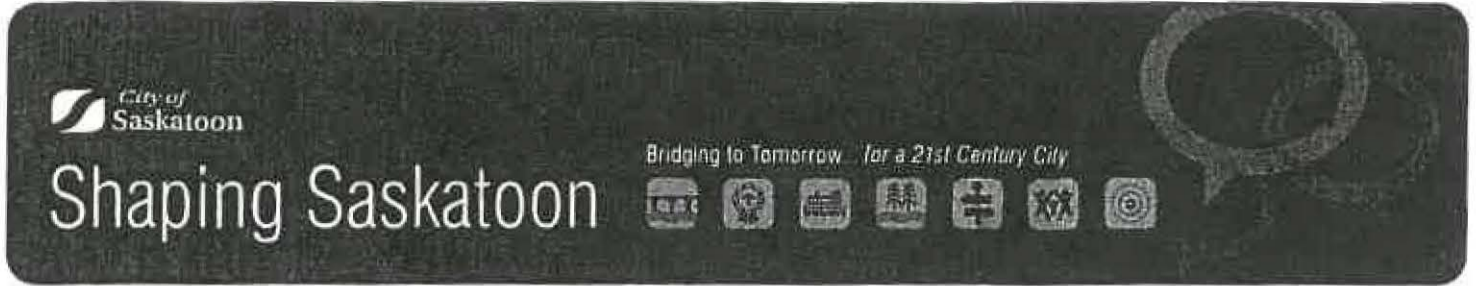 City of
Saskatoon
Shaping Saskatoon
Bridging to Tomorrow for a 21st Century City